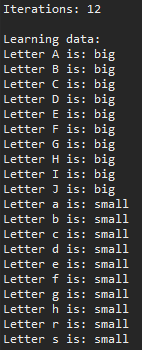 Iterations: 12
Learning data:
Letter A is: big
Letter B is: big
Letter C is: big
Letter D is: big
Letter E is: big
Letter F is: big
Letter G is: big
Letter H is: big
Letter I is: big
Letter J is: big
Letter a is: small
Letter b is: small
Letter c is: small
Letter d is: small
Letter e is: small
Letter f is: small
Letter g is: small
Letter h is: small
Letter r is: small
Letter s is: small